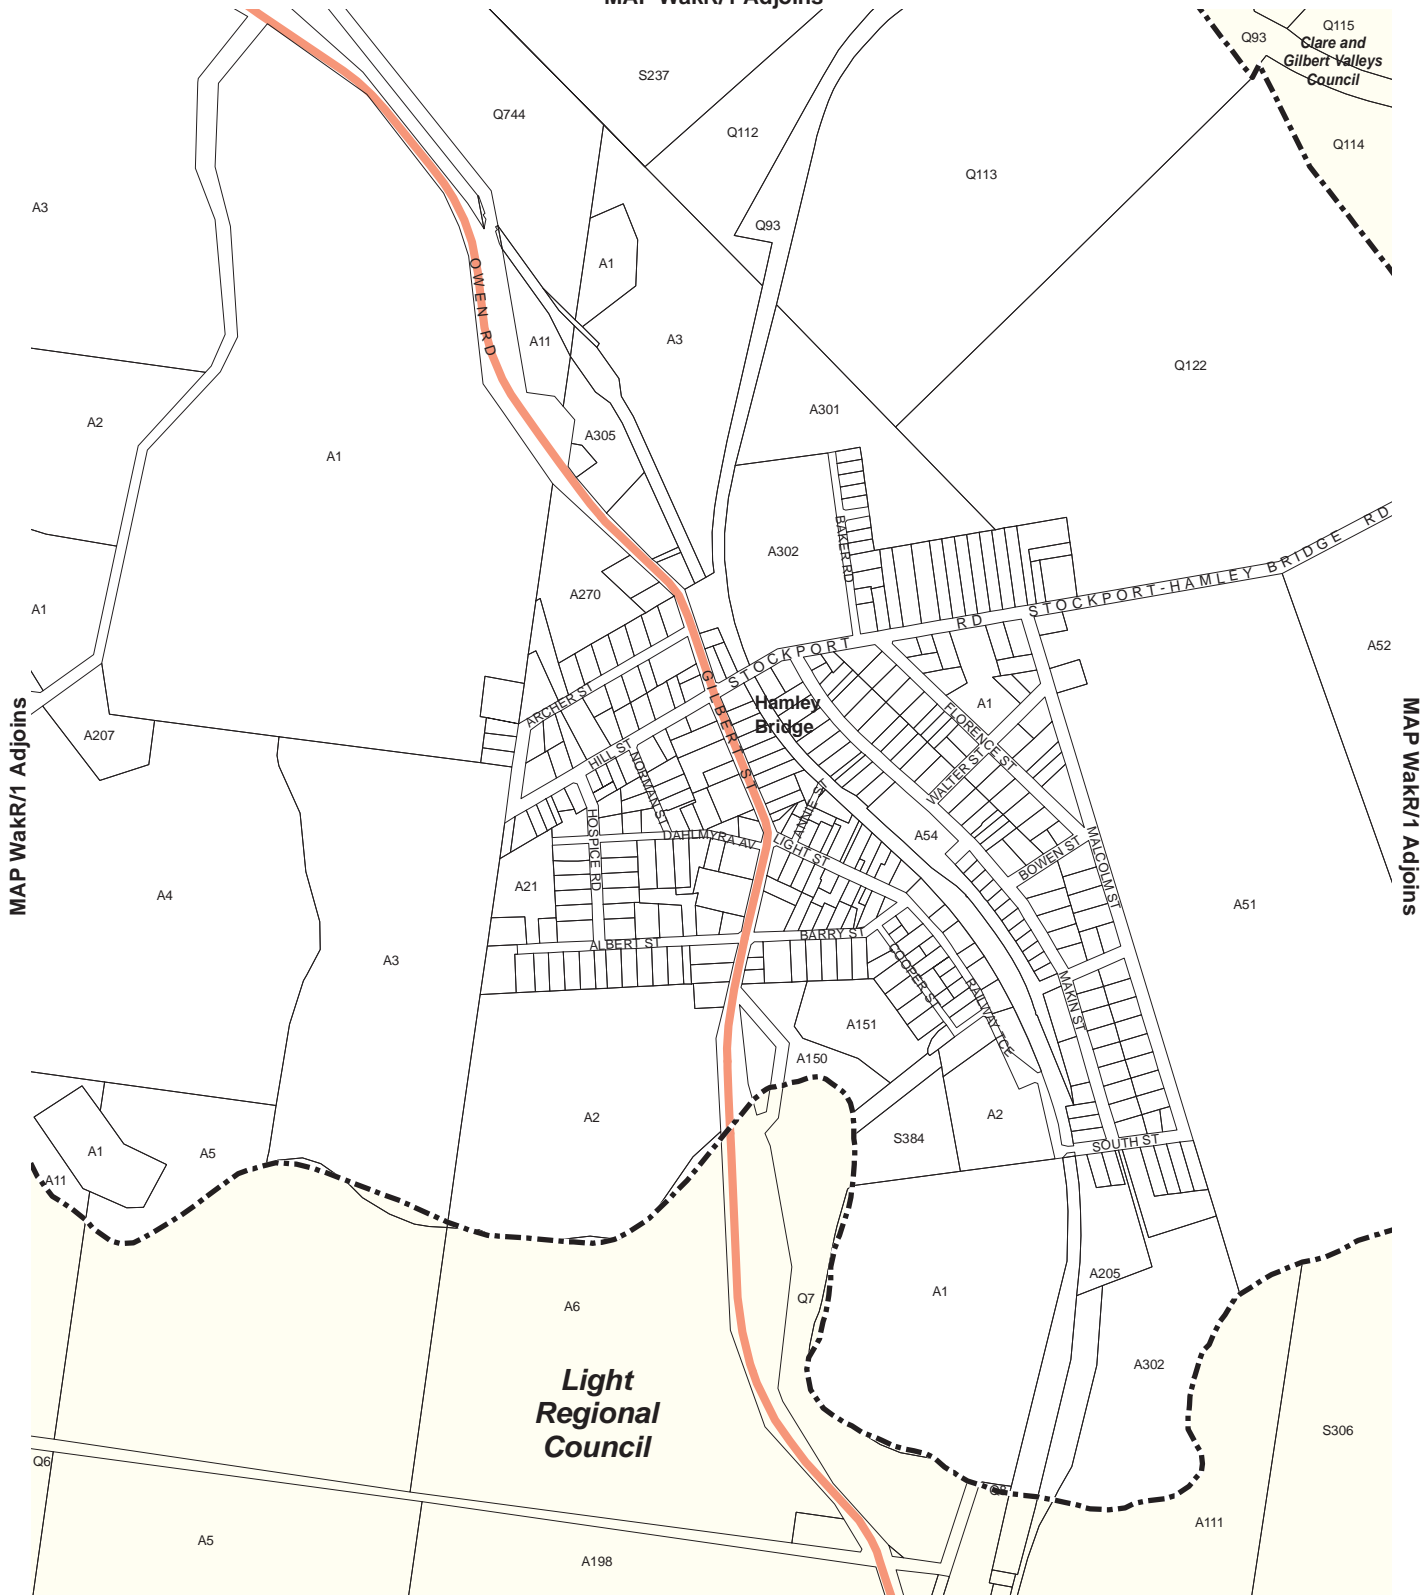 MAP WakR/1 Adjoins
Q115
Q93
Clare and
Gilbert Valleys
Council
S237
Q744
Q112
Q114
Q113
A3
Q93
A1
OWEN RD
A11
A3
Q122
A301
A2
A305
A1
BAKER RD
A302
STOCKPORT-HAMLEY BRIDGE RD
A270
A1
RD
STOCKPORT
A52
ARCHER ST
GILBERT ST
Hamley
Bridge
A1
FLORENCE ST
A207
HILL ST
NORMAN ST
WALTER ST
MAP WakR/1 Adjoins
MAP WakR/1 Adjoins
ANNIE ST
HOSPICE RD
DAHLMYRA AV
LIGHT ST
A54
BOWEN ST
MALCOLM ST
A21
A4
A51
ALBERT ST
BARRY ST
A3
COOPER ST
RAILWAY TCE
MAKIN ST
A151
A150
A2
A2
S384
SOUTH ST
A1
A5
A11
A205
A1
Q7
A6
A302
Light
Regional
Council
S306
Q6
A111
A5
A198